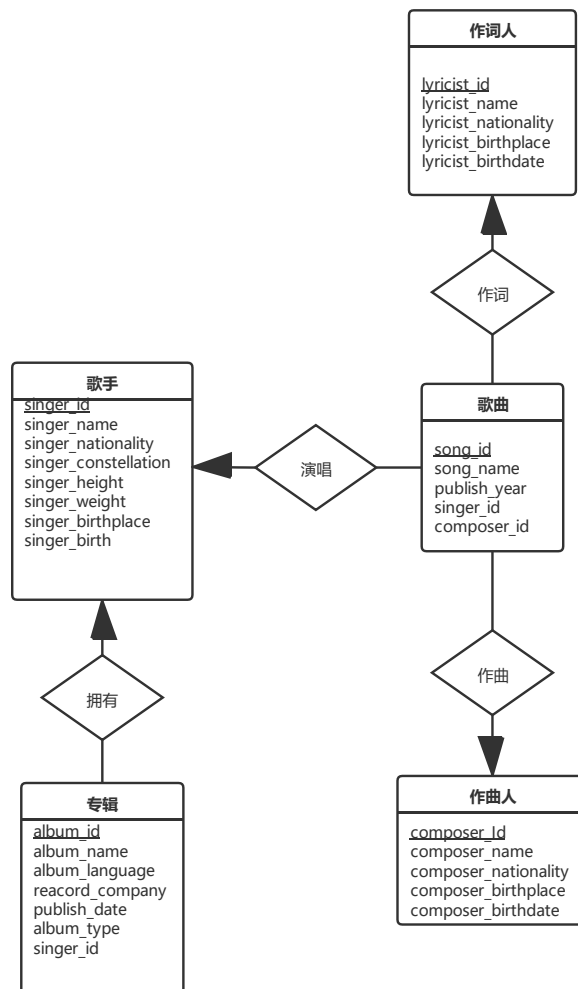 作词人
lyricist_id
lyricist_name
lyricist_nationality
lyricist_birthplace
lyricist_birthdate
作词
歌手
singer_id
singer_name
singer_nationality
singer_constellation
singer_height
singer_weight
singer_birthplace
singer_birth
演唱
歌曲
song_id
song_name
publish_year
singer_id
composer_id
拥有
作曲
专辑
album_id
album_name
album_language
reacord_company
publish_date
album_type
singer_id
作曲人
composer_Id
composer_name
composer_nationality
composer_birthplace
composer_birthdate